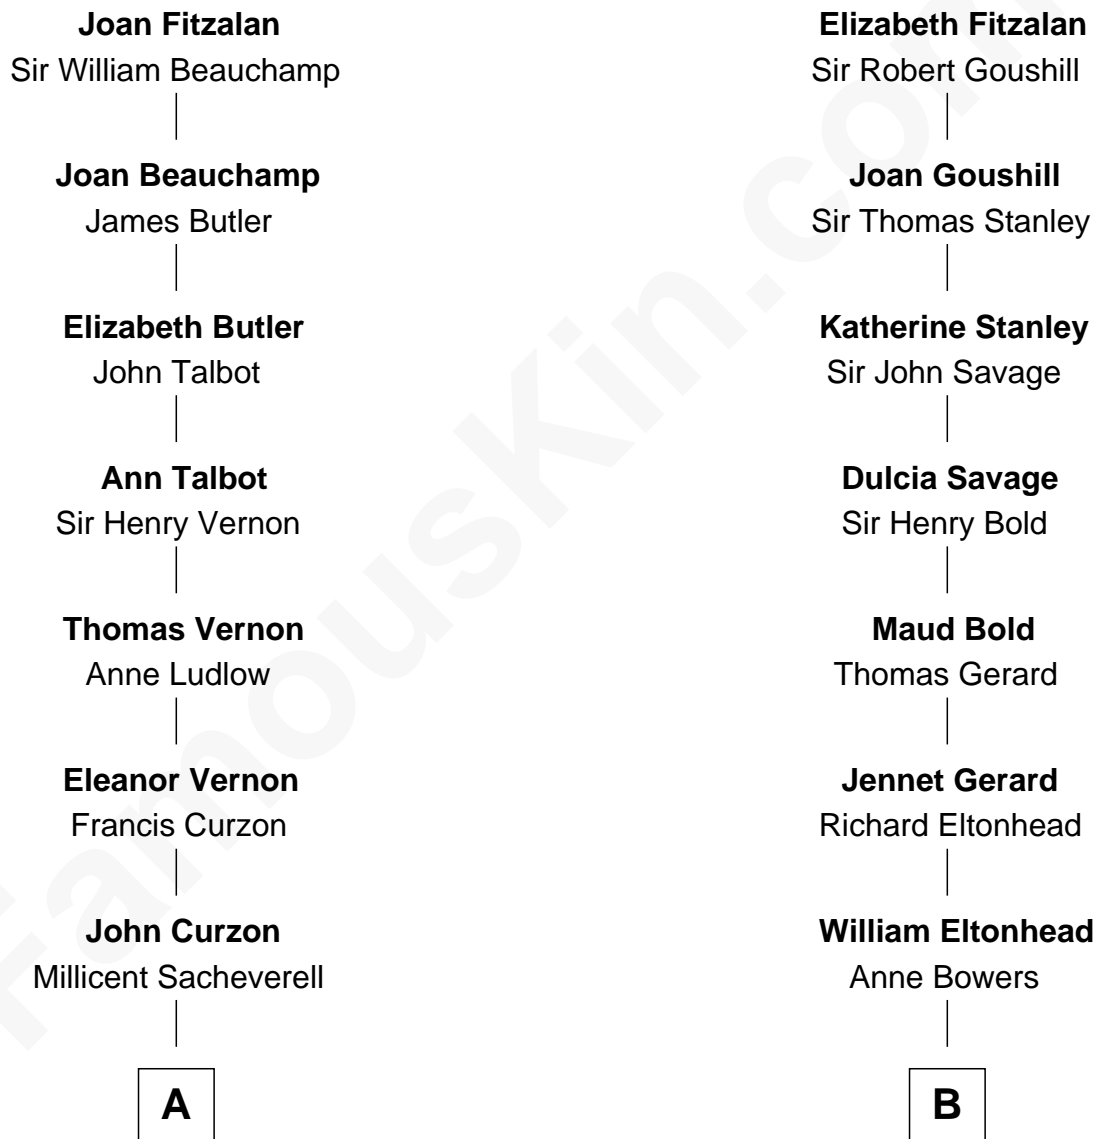 Joan Fitzalan
Sir William Beauchamp
Joan Beauchamp
James Butler
Elizabeth Butler
John Talbot
Ann Talbot
Sir Henry Vernon
Thomas Vernon
Anne Ludlow
Eleanor Vernon
Francis Curzon
John Curzon
Millicent Sacheverell
A
Elizabeth Fitzalan
Sir Robert Goushill
Joan Goushill
Sir Thomas Stanley
Katherine Stanley
Sir John Savage
Dulcia Savage
Sir Henry Bold
Maud Bold
Thomas Gerard
Jennet Gerard
Richard Eltonhead
William Eltonhead
Anne Bowers
B
FamousKin.com